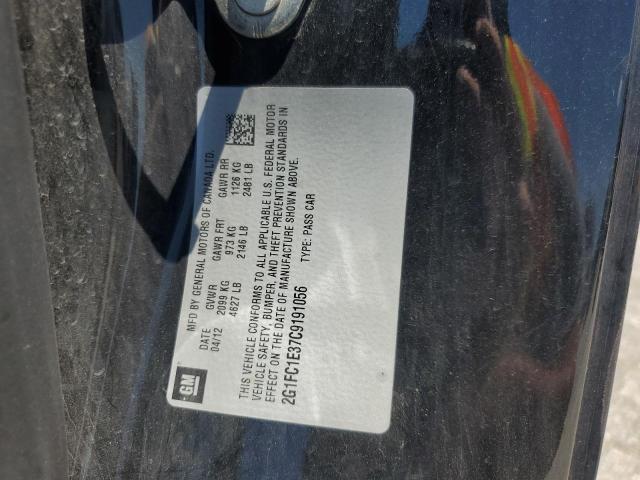 GM
MFD BY GENERAL MOTORS OF CANADA LTD.
DATE GVWR GAWR FRT GAWR RR
04/12 2099 KG 973 KG 1126 KG
4627 LB 2146 LB 2481 LB
THIS VEHICLE CONFORMS TO ALL APPLICABLE U.S. FEDERAL MOTOR
VEHICLE SAFETY, BUMPER, AND THEFT PREVENTION STANDARDS IN
EFFECT ON THE DATE OF MANUFACTURE SHOWN ABOVE.
2G1FC1E37C9191056 TYPE: PASS CAR